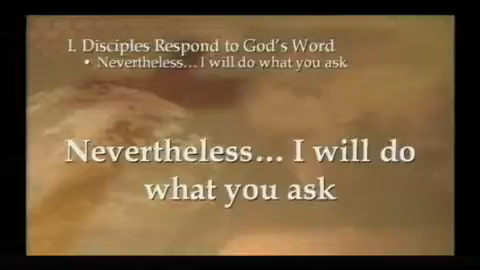 I. Disciples Respond to God's Word
• Nevertheless... I will do what you ask
Nevertheless... I will do
what you ask